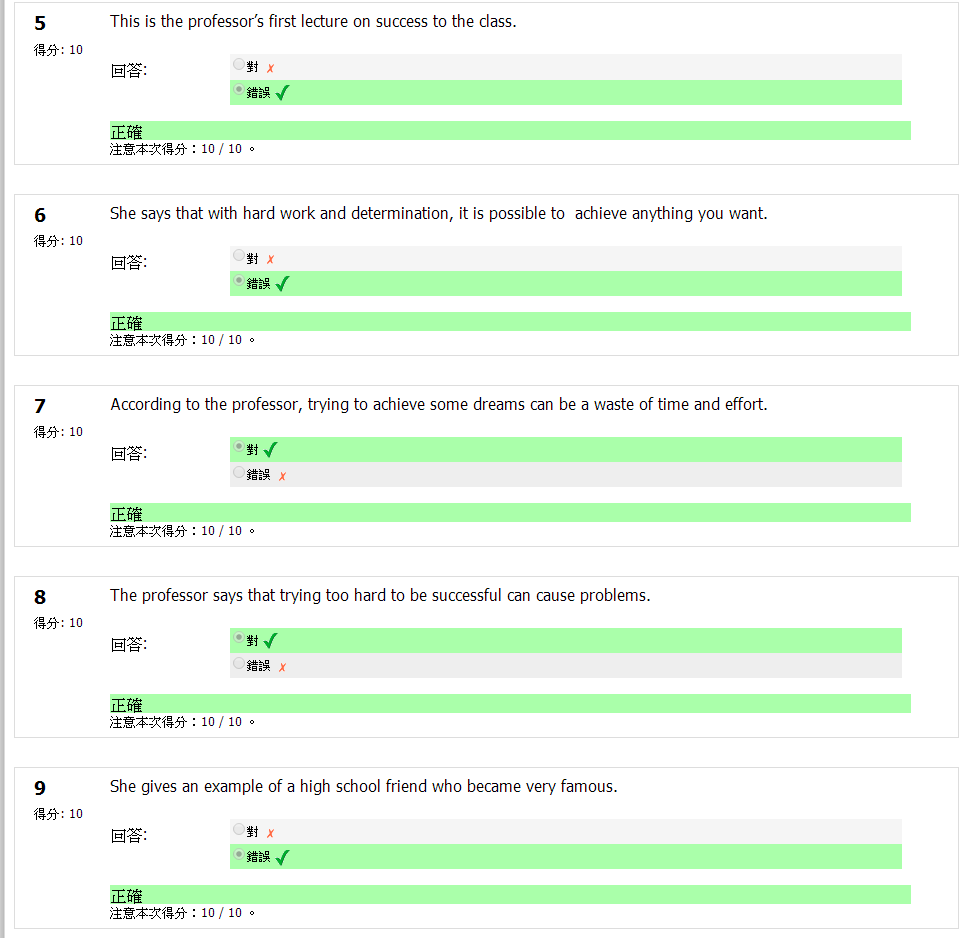 5 This is the professor’s first lecture on success to the class.
得分: 10
回答: 對 ✗
錯誤 ✓
正確
注意本次得分：10 / 10 。
6 She says that with hard work and determination, it is possible to  achieve anything you want.
得分: 10
回答: 對 ✗
錯誤 ✓
正確
注意本次得分：10 / 10 。
7 According to the professor, trying to achieve some dreams can be a waste of time and effort.
得分: 10
回答: 對 ✓
錯誤 ✗
正確
注意本次得分：10 / 10 。
8 The professor says that trying too hard to be successful can cause problems.
得分: 10
回答: 對 ✓
錯誤 ✗
正確
注意本次得分：10 / 10 。
9 She gives an example of a high school friend who became very famous.
得分: 10
回答: 對 ✗
錯誤 ✓
正確
注意本次得分：10 / 10 。